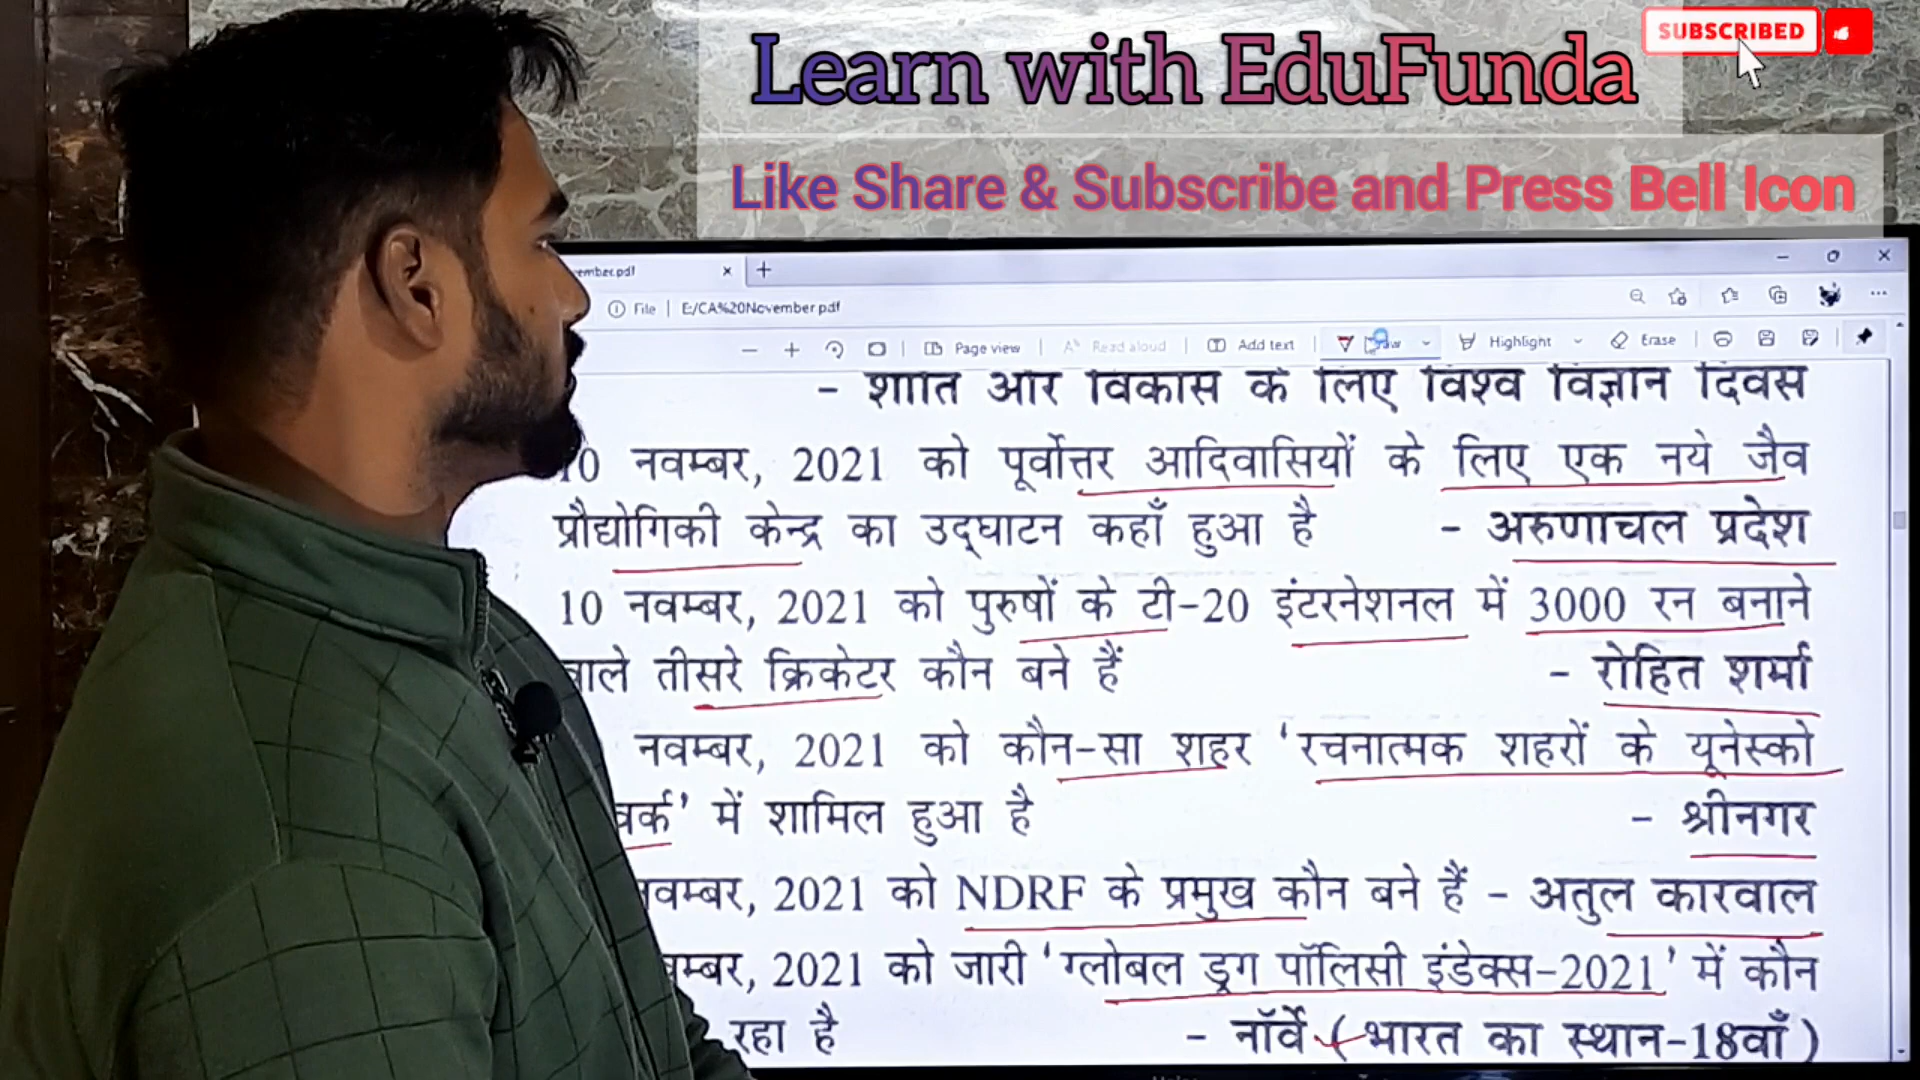 SUBSCRIBED
Learn with EduFunda
Like Share & Subscribe and Press Bell Icon
ember.pdf
File | E:/CA%20November.pdf
Page view Read aloud Add text Draw Highlight Erase
- शांति और विकास के लिए विश्व विज्ञान दिवस
10 नवम्बर, 2021 को पूर्वोत्तर आदिवासियों के लिए एक नये जैव
प्रौद्योगिकी केन्द्र का उद्घाटन कहाँ हुआ है - अरुणाचल प्रदेश
10 नवम्बर, 2021 को पुरुषों के टी-20 इंटरनेशनल में 3000 रन बनाने
वाले तीसरे क्रिकेटर कौन बने हैं - रोहित शर्मा
नवम्बर, 2021 को कौन-सा शहर 'रचनात्मक शहरों के यूनेस्को
वर्क' में शामिल हुआ है - श्रीनगर
नवम्बर, 2021 को NDRF के प्रमुख कौन बने हैं - अतुल कारवाल
म्बर, 2021 को जारी 'ग्लोबल ड्रग पॉलिसी इंडेक्स-2021' में कौन
रहा है - नॉर्वे (भारत का स्थान-18वाँ)